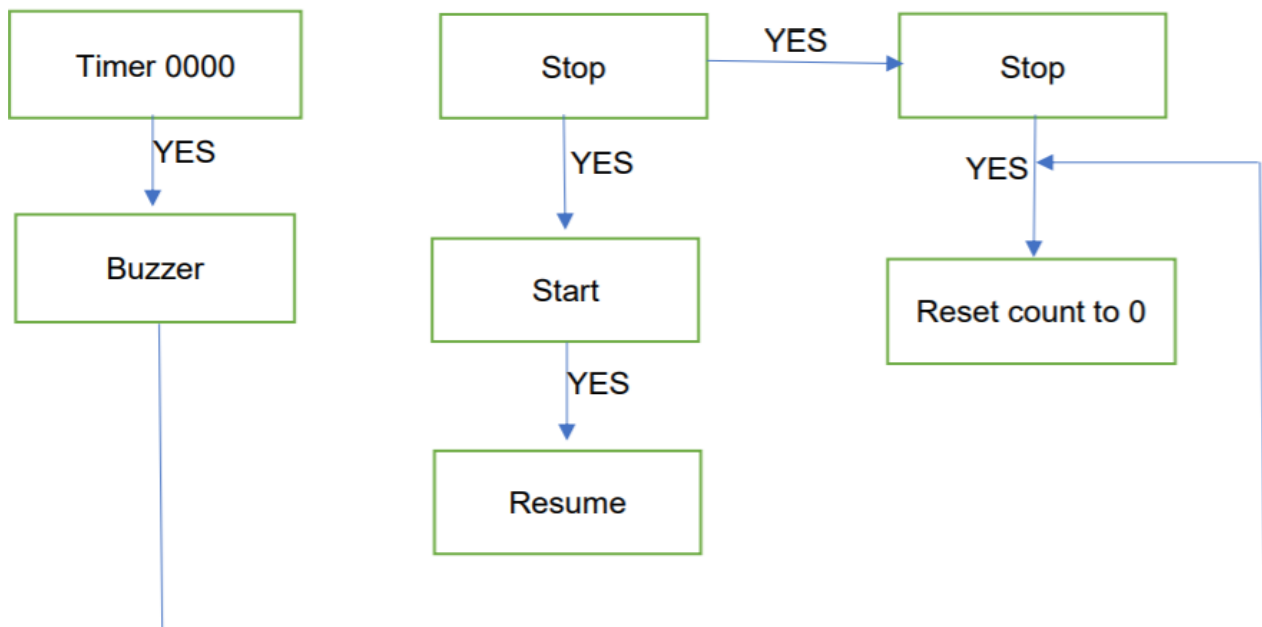 Timer 0000
YES
Buzzer
Stop
YES
Start
YES
Resume
YES
Stop
YES
Reset count to 0